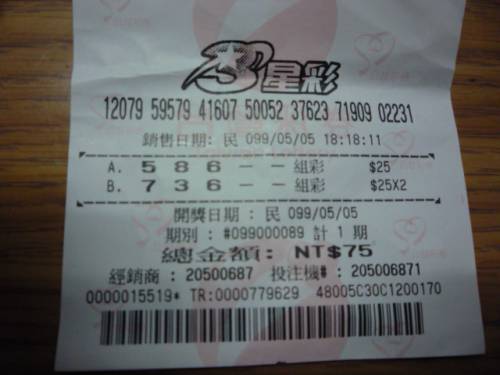 3星彩
12079 59579 41607 50052 37623 71909 02231
銷售日期: 民 099/05/05 18:18:11
A. 5 8 6 - - 組彩 $25
B. 7 3 6 - - 組彩 $25X2
開獎日期 : 民 099/05/05
期別 : #099000089 計 1 期
總金額: NT$75
經銷商 : 20500687 投注機# : 205006871
0000015519* TR:0000779629 48005C30C1200170